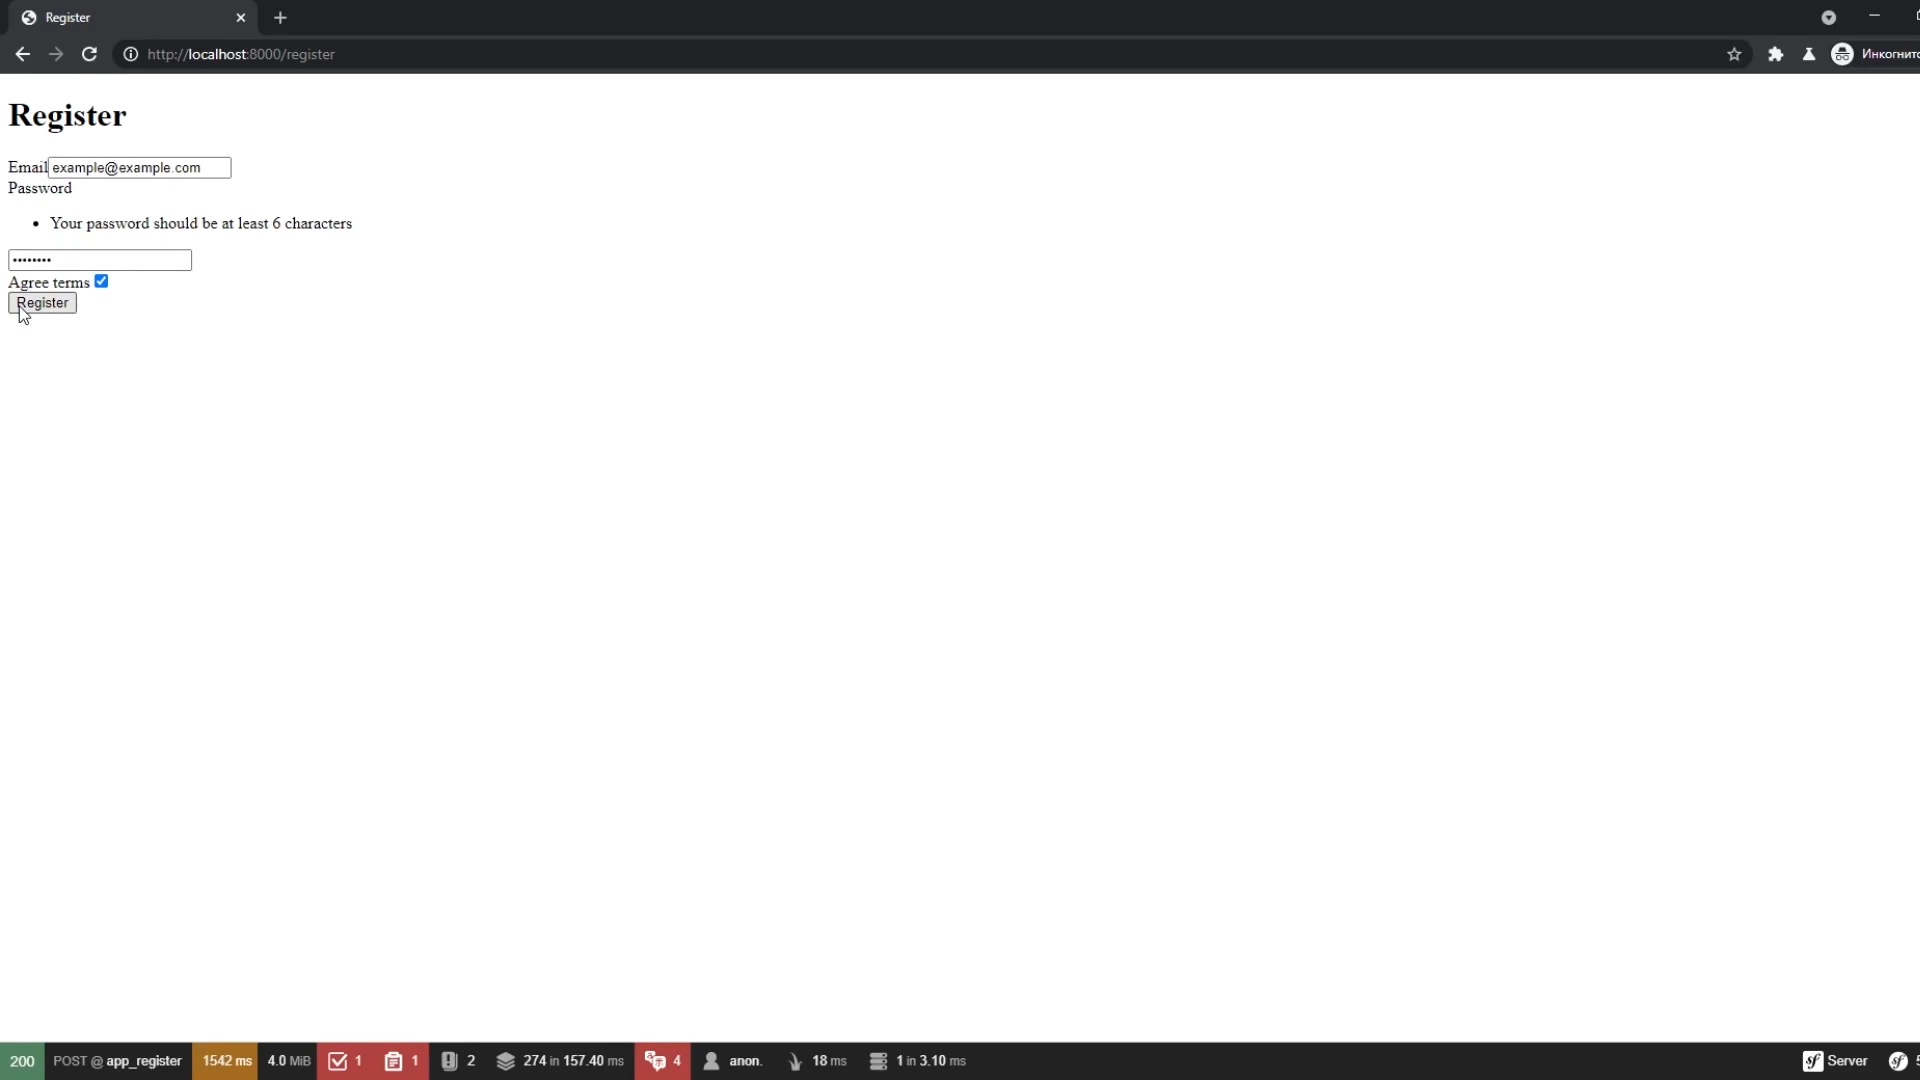 Register
http://localhost:8000/register
Инкогнито
Register
Email example@example.com
Password
• Your password should be at least 6 characters
••••••••
Agree terms
Register
200 POST @ app_register 1542 ms 4.0 MiB 1 1 2 274 in 157.40 ms 4 anon. 18 ms 1 in 3.10 ms Server